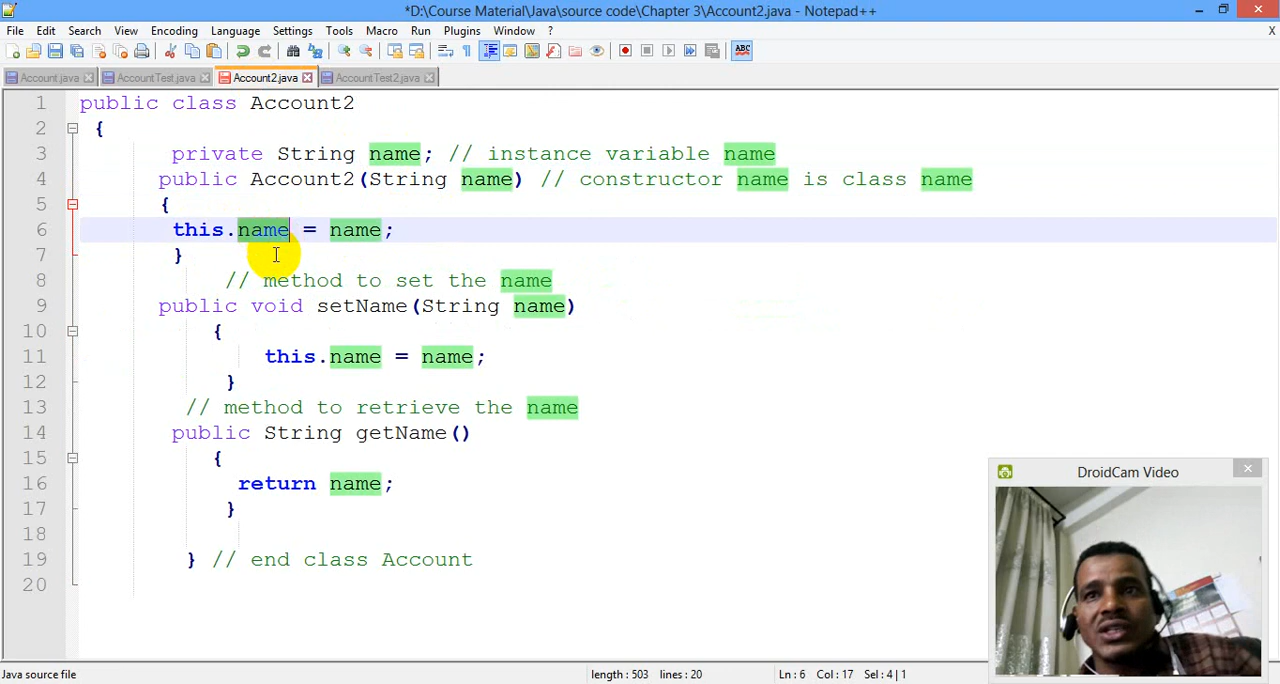 *D:\Course Material\Java\source code\Chapter 3\Account2.java - Notepad++
File Edit Search View Encoding Language Settings Tools Macro Run Plugins Window ? X
ABC
Account.java AccountTest.java Account2.java AccountTest2.java
1 public class Account2
2 {
3 private String name; // instance variable name
4 public Account2(String name) // constructor name is class name
5 {
6 this.name = name;
7 }
8 // method to set the name
9 public void setName(String name)
10 {
11 this.name = name;
12 }
13 // method to retrieve the name
14 public String getName()
15 {
16 return name;
17 }
18
19 } // end class Account
20
DroidCam Video
Java source file length : 503 lines : 20 Ln : 6 Col : 17 Sel : 4 | 1